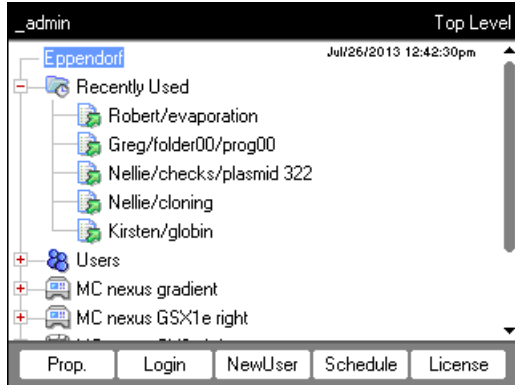 _admin Top Level
Eppendorf Jul/26/2013 12:42:30pm
Recently Used
Robert/evaporation
Greg/folder00/prog00
Nellie/checks/plasmid 322
Nellie/cloning
Kirsten/globin
Users
MC nexus gradient
MC nexus GSX1e right
Prop. Login NewUser Schedule License